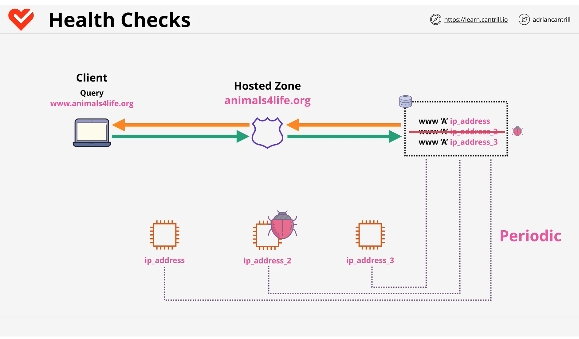 Health Checks
https://learn.cantrill.io
adriancantrill
Client
Query
www.animals4life.org
Hosted Zone
animals4life.org
www 'A' ip_address
www 'A' ip_address_2
www 'A' ip_address_3
Periodic
ip_address
ip_address_2
ip_address_3